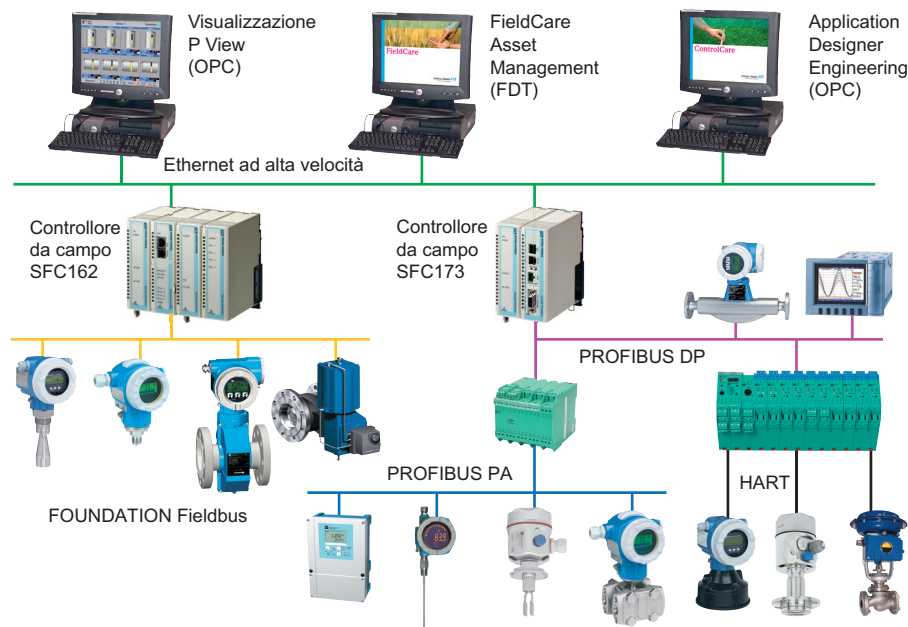 Visualizzazione
P View
(OPC)
FieldCare
Asset
Management
(FDT)
Application
Designer
Engineering
(OPC)
FieldCare
ControlCare
Ethernet ad alta velocità
Controllore
da campo
SFC162
Controllore
da campo
SFC173
PROFIBUS DP
PROFIBUS PA
HART
FOUNDATION Fieldbus